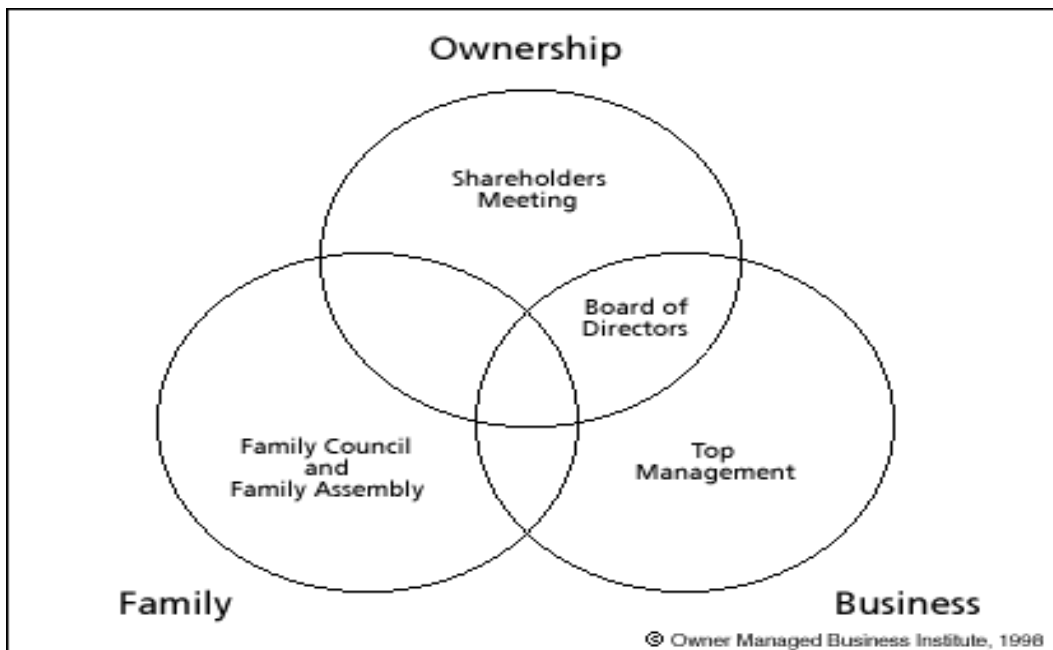 Ownership
Shareholders
Meeting
Board of
Directors
Family Council
and
Family Assembly
Top
Management
Family
Business
© Owner Managed Business Institute, 1998